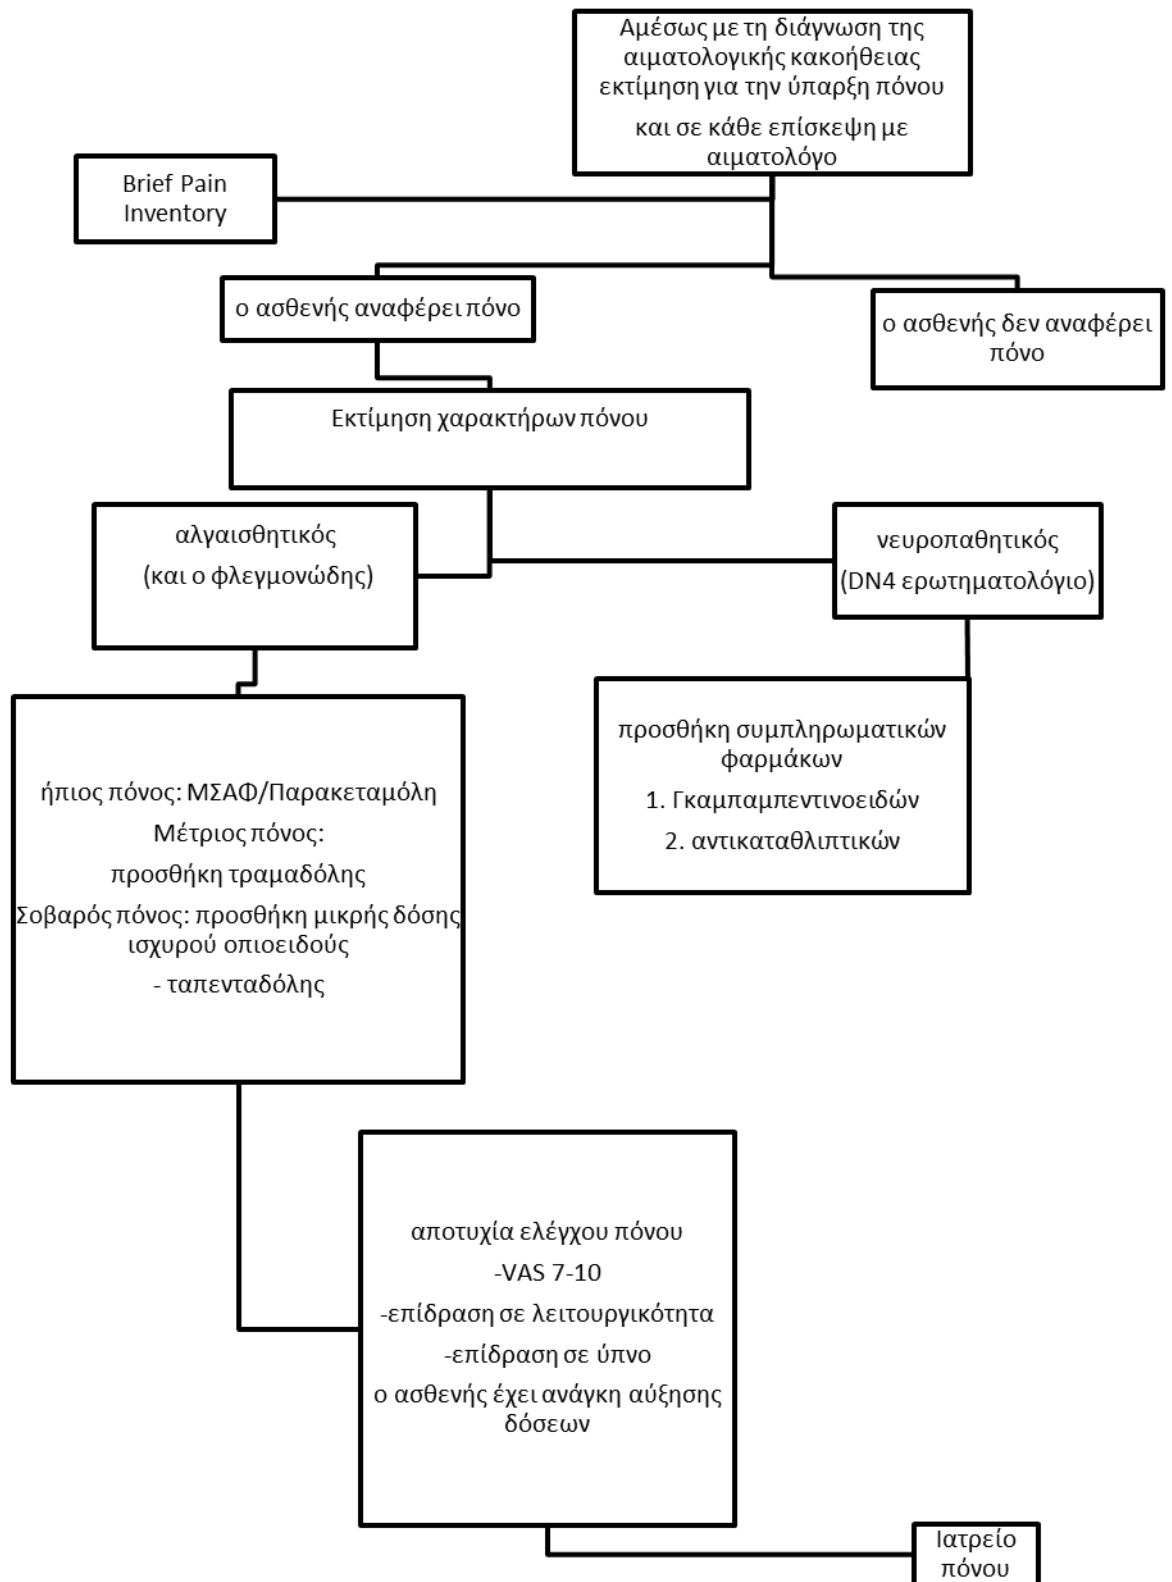 Αμέσως με τη διάγνωση της
αιματολογικής κακοήθειας
εκτίμηση για την ύπαρξη πόνου
και σε κάθε επίσκεψη με
αιματολόγο
Brief Pain
Inventory
ο ασθενής αναφέρει πόνο
ο ασθενής δεν αναφέρει
πόνο
Εκτίμηση χαρακτήρων πόνου
αλγαισθητικός
(και ο φλεγμονώδης)
νευροπαθητικός
(DN4 ερωτηματολόγιο)
ήπιος πόνος: ΜΣΑΦ/Παρακεταμόλη
Μέτριος πόνος:
προσθήκη τραμαδόλης
Σοβαρός πόνος: προσθήκη μικρής δόσης
ισχυρού οπιοειδούς
- ταπενταδόλης
προσθήκη συμπληρωματικών
φαρμάκων
1. Γκαμπαμπεντινοειδών
2. αντικαταθλιπτικών
αποτυχία ελέγχου πόνου
-VAS 7-10
-επίδραση σε λειτουργικότητα
-επίδραση σε ύπνο
ο ασθενής έχει ανάγκη αύξησης
δόσεων
Ιατρείο
πόνου